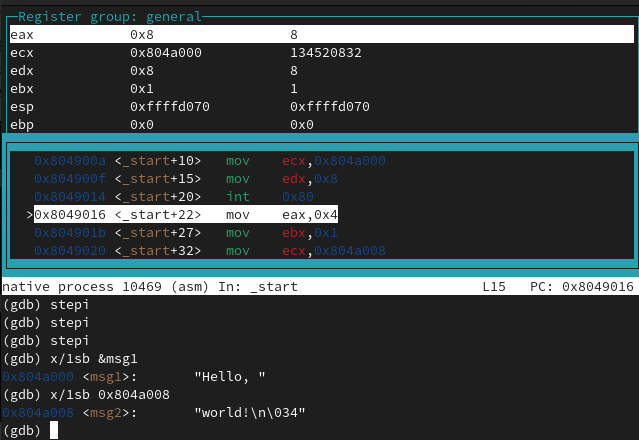 Register group: general
eax 0x8 8
ecx 0x804a000 134520832
edx 0x8 8
ebx 0x1 1
esp 0xffffd070 0xffffd070
ebp 0x0 0x0
0x804900a <_start+10> mov ecx,0x804a000
0x804900f <_start+15> mov edx,0x8
0x8049014 <_start+20> int 0x80
>0x8049016 <_start+22> mov eax,0x4
0x804901b <_start+27> mov ebx,0x1
0x8049020 <_start+32> mov ecx,0x804a008
native process 10469 (asm) In: _start L15 PC: 0x8049016
(gdb) stepi
(gdb) stepi
(gdb) stepi
(gdb) x/1sb &msg1
0x804a000 <msg1>: "Hello, "
(gdb) x/1sb 0x804a008
0x804a008 <msg2>: "world!\n\034"
(gdb)